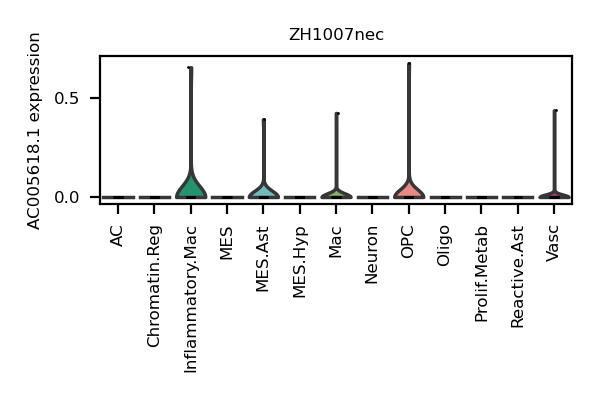 ZH1007nec
AC005618.1 expression
0.5
0.0
AC
Chromatin.Reg
Inflammatory.Mac
MES
MES.Ast
MES.Hyp
Mac
Neuron
OPC
Oligo
Prolif.Metab
Reactive.Ast
Vasc